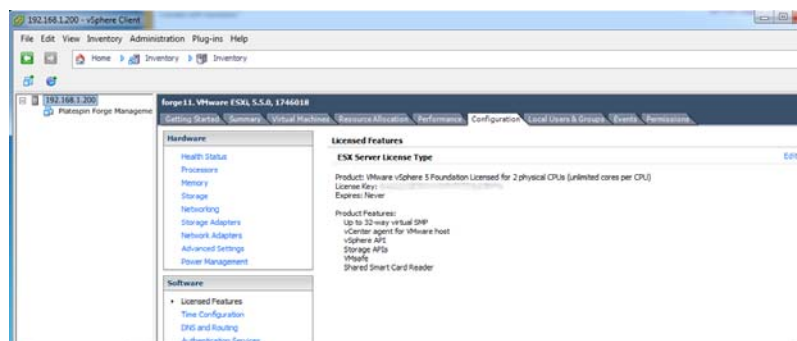 192.168.1.200 - vSphere Client
File Edit View Inventory Administration Plug-ins Help
Home Inventory Inventory
192.168.1.200
Platespin Forge Manageme
forge11. VMware ESXi, 5.5.0, 1746018
Getting Started Summary Virtual Machines Resource Allocation Performance Configuration Local Users & Groups Events Permissions
Hardware
Health Status
Processors
Memory
Storage
Networking
Storage Adapters
Network Adapters
Advanced Settings
Power Management
Software
Licensed Features
Time Configuration
DNS and Routing
Authentication Services
Licensed Features
ESX Server License Type
Edit
Product: VMware vSphere 5 Foundation Licensed for 2 physical CPUs (unlimited cores per CPU)
License Key:
Expires: Never
Product Features:
Up to 32-way virtual SMP
vCenter agent for VMware host
vSphere API
Storage APIs
VMsafe
Shared Smart Card Reader